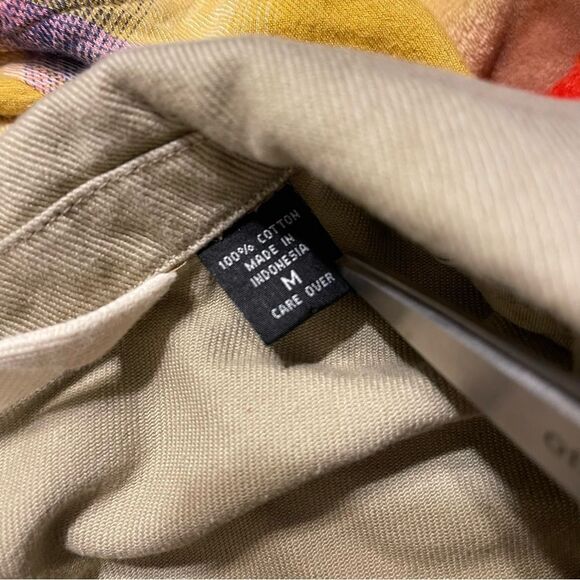 100% COTTON
MADE IN
INDONESIA
M
CARE OVER